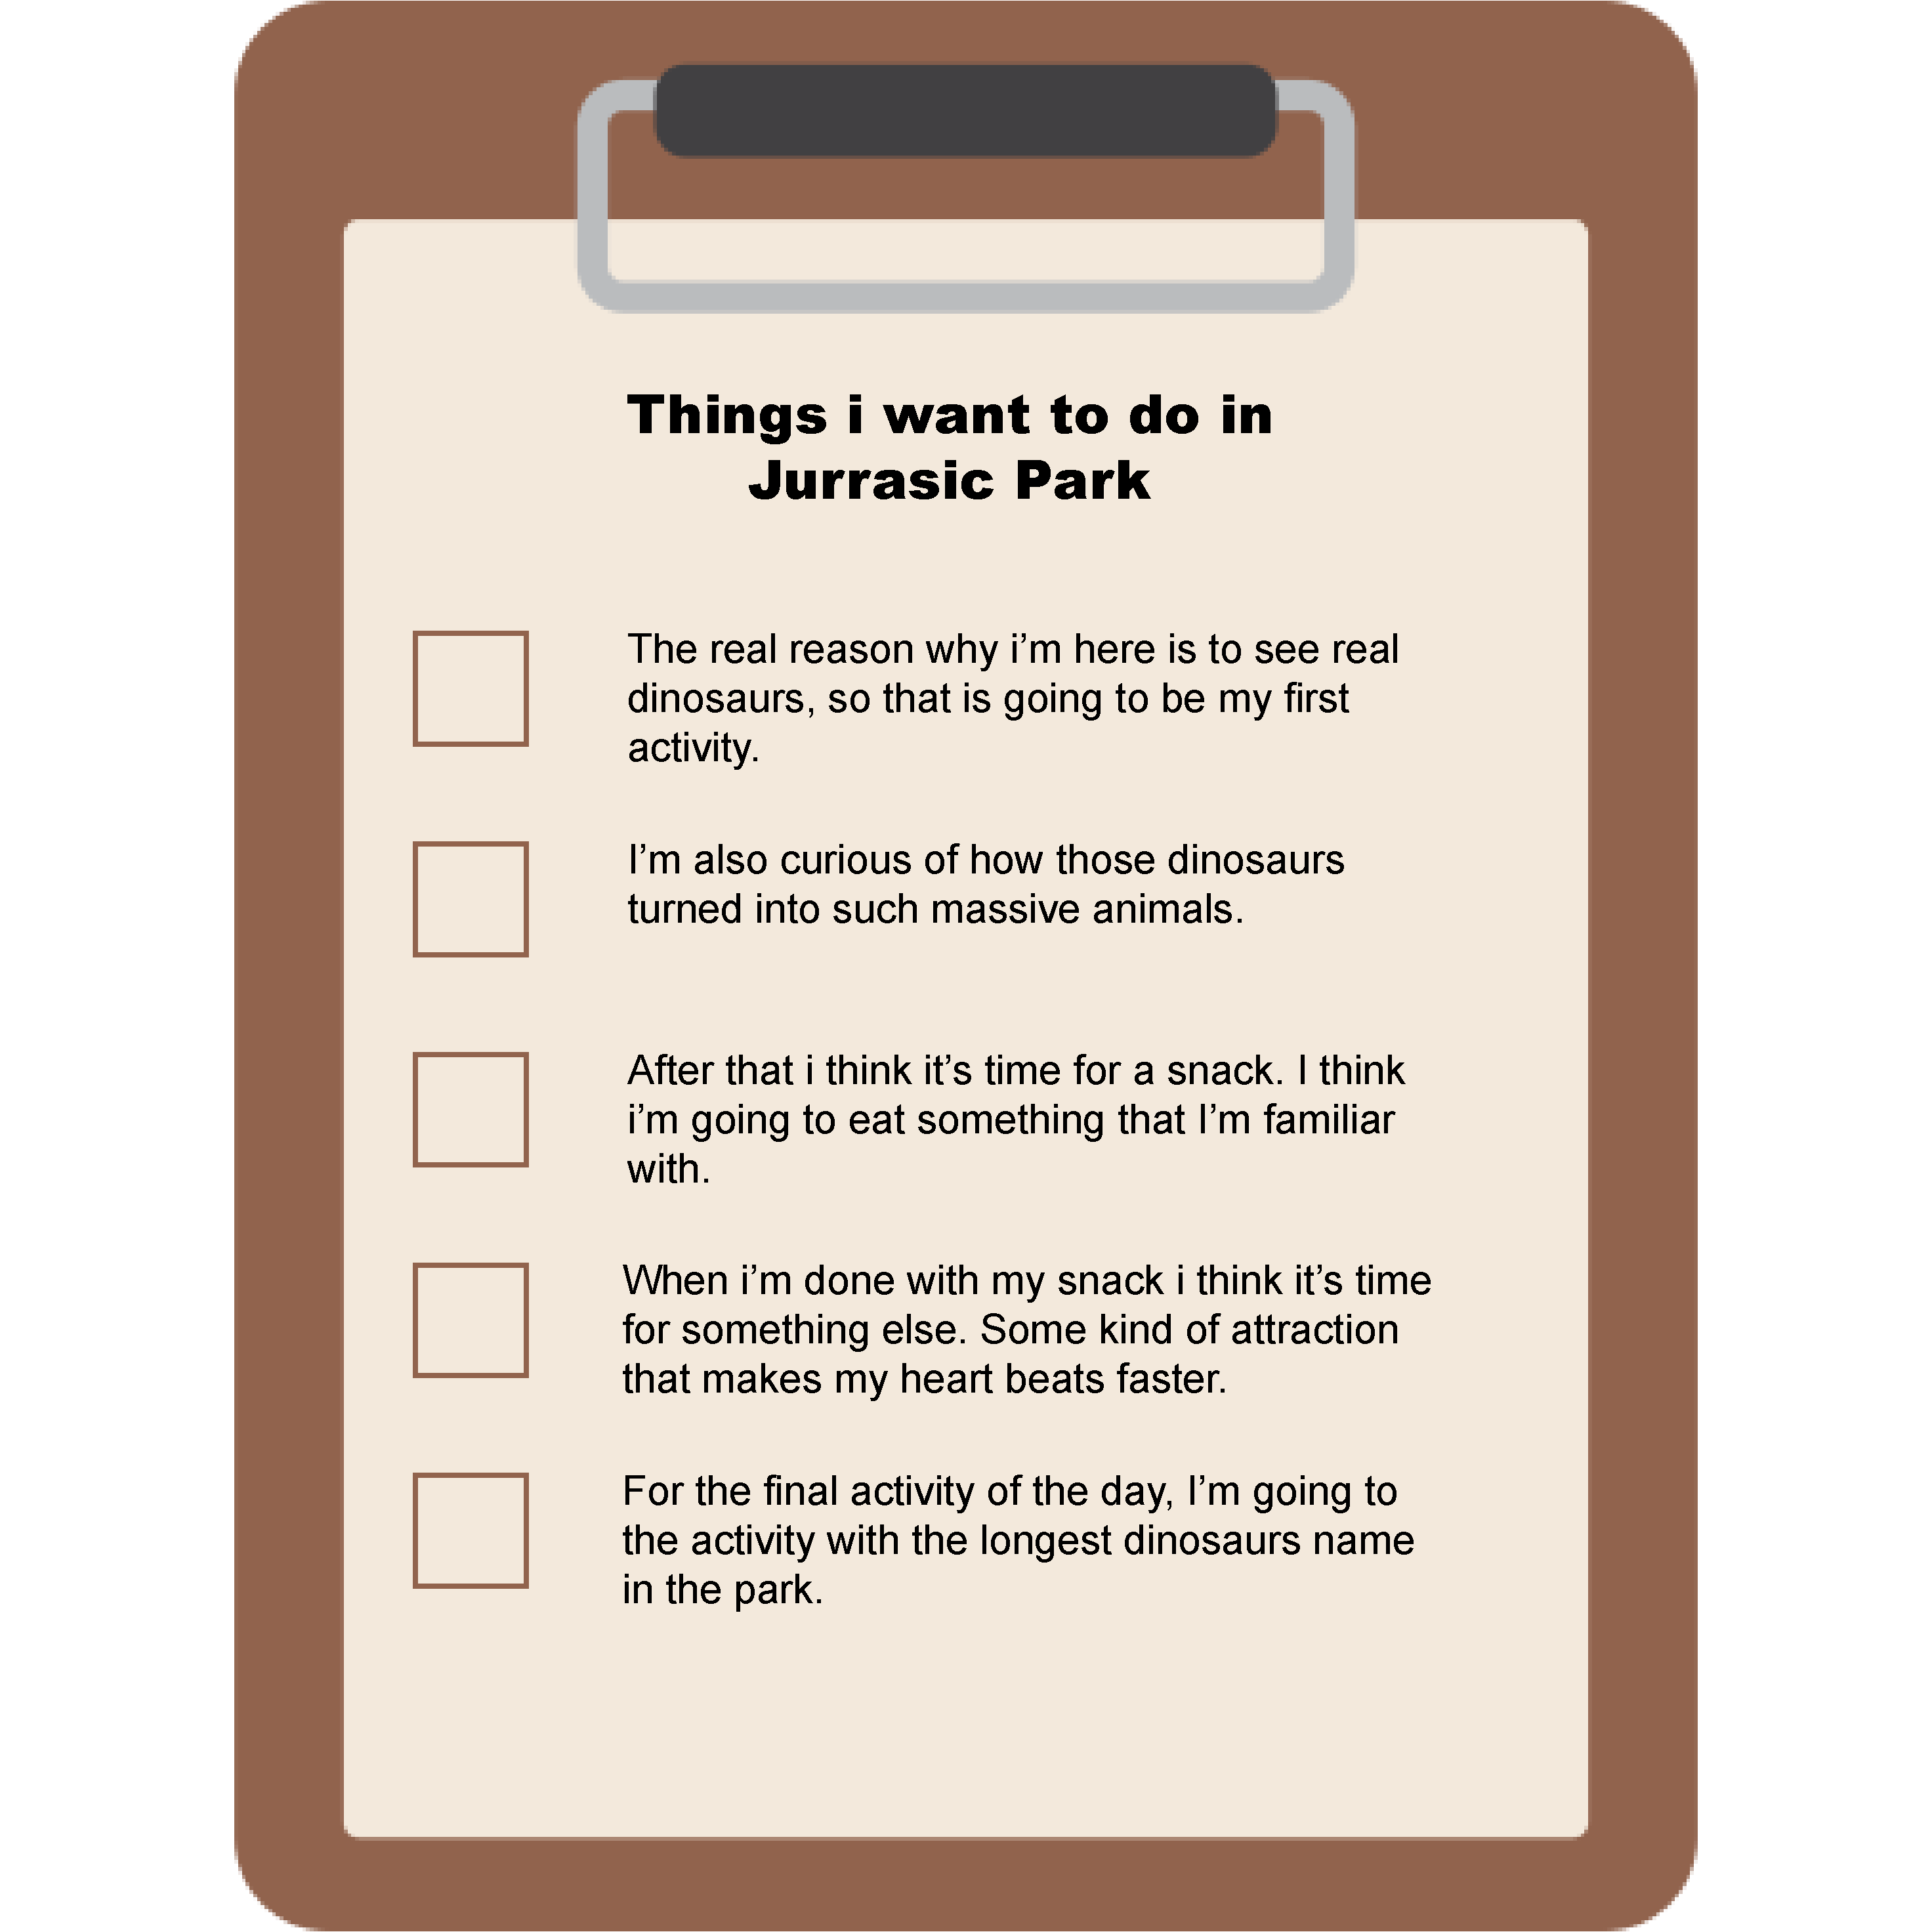 Things i want to do in
Jurrasic Park
The real reason why i’m here is to see real
dinosaurs, so that is going to be my first
activity.
I’m also curious of how those dinosaurs
turned into such massive animals.
After that i think it’s time for a snack. I think
i’m going to eat something that I’m familiar
with.
When i’m done with my snack i think it’s time
for something else. Some kind of attraction
that makes my heart beats faster.
For the final activity of the day, I’m going to
the activity with the longest dinosaurs name
in the park.